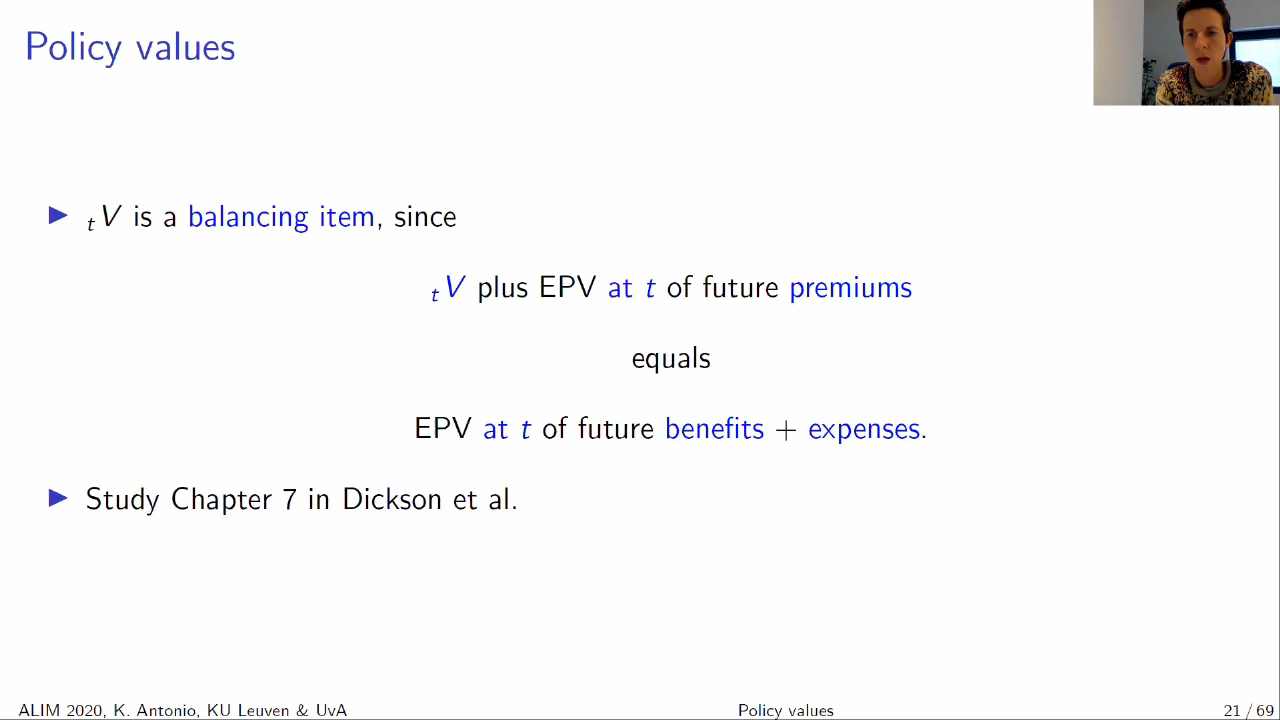 Policy values
▶ ₜV is a balancing item, since
ₜV plus EPV at t of future premiums
equals
EPV at t of future benefits + expenses.
▶ Study Chapter 7 in Dickson et al.
ALIM 2020, K. Antonio, KU Leuven & UvA Policy values 21 / 69